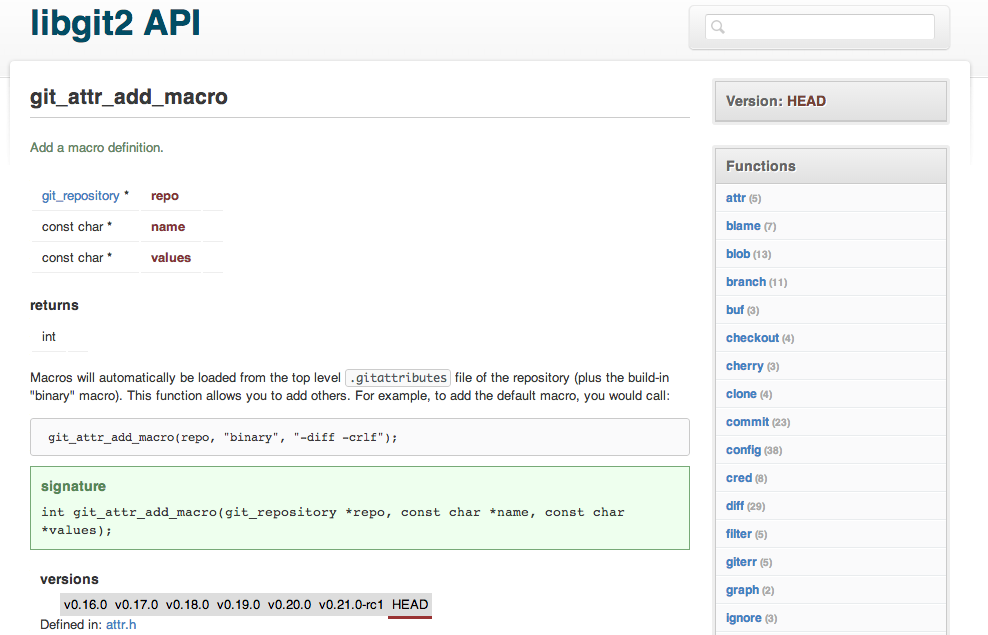 libgit2 API
git_attr_add_macro
Add a macro definition.
git_repository * repo
const char * name
const char * values
returns
int
Macros will automatically be loaded from the top level .gitattributes file of the repository (plus the build-in
"binary" macro). This function allows you to add others. For example, to add the default macro, you would call:
git_attr_add_macro(repo, "binary", "-diff -crlf");
signature
int git_attr_add_macro(git_repository *repo, const char *name, const char
*values);
versions
v0.16.0 v0.17.0 v0.18.0 v0.19.0 v0.20.0 v0.21.0-rc1 HEAD
Defined in: attr.h
Version: HEAD
Functions
attr (5)
blame (7)
blob (13)
branch (11)
buf (3)
checkout (4)
cherry (3)
clone (4)
commit (23)
config (38)
cred (8)
diff (29)
filter (5)
giterr (5)
graph (2)
ignore (3)